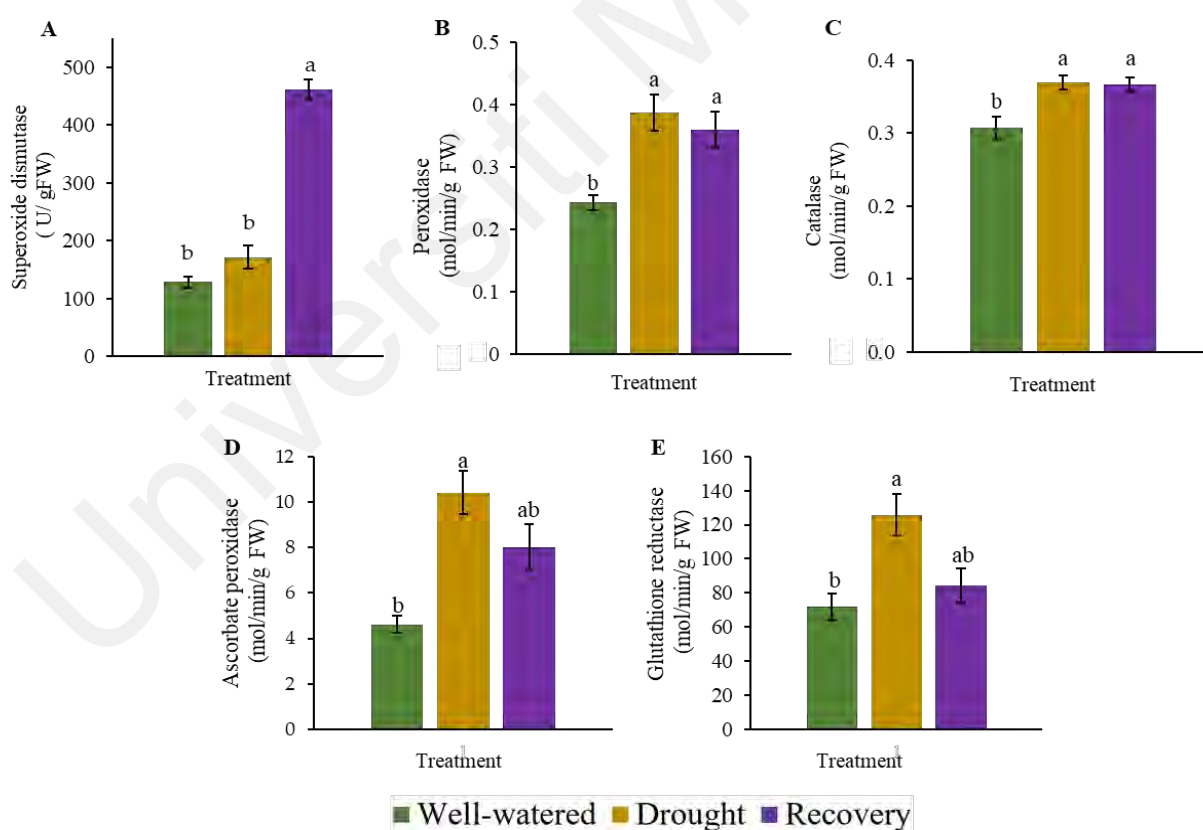 A
Superoxide dismutase
( U/ gFW)
500
400
300
200
100
0
b
b
a
Treatment
B
Peroxidase
(mol/min/g FW)
0.5
0.4
0.3
0.2
0.1
0
b
a
a
Treatment
C
Catalase
(mol/min/g FW)
0.4
0.3
0.2
0.1
0.0
b
a
a
Treatment
D
Ascorbate peroxidase
(mol/min/g FW)
12
10
8
6
4
2
0
b
a
ab
Treatment
E
Glutathione reductase
(mol/min/g FW)
160
140
120
100
80
60
40
20
0
b
a
ab
Treatment
Well-watered Drought Recovery
Universiti M